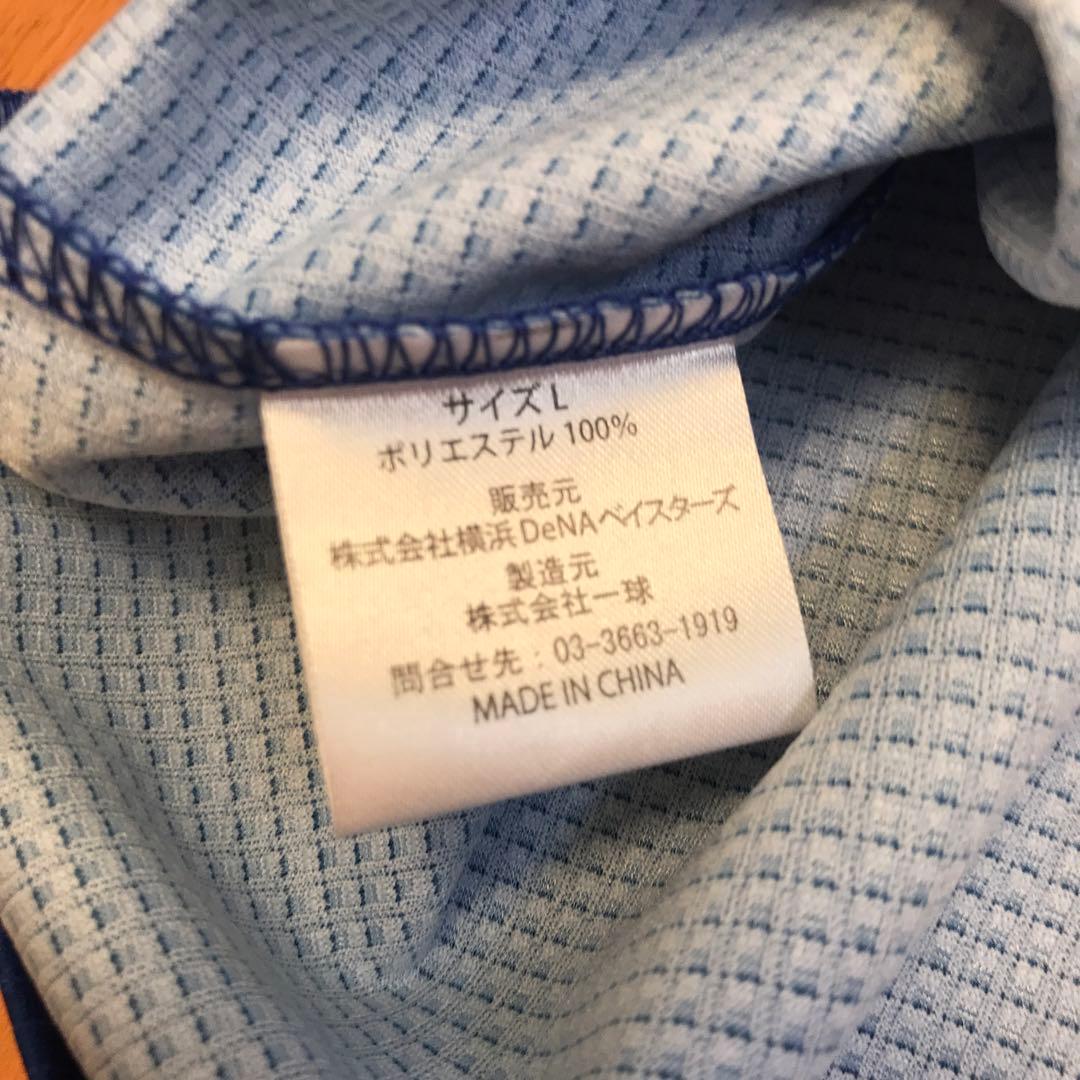 サイズ L
ポリエステル 100%
販売元
株式会社横浜DeNAベイスターズ
製造元
株式会社一球
問合せ先：03-3663-1919
MADE IN CHINA